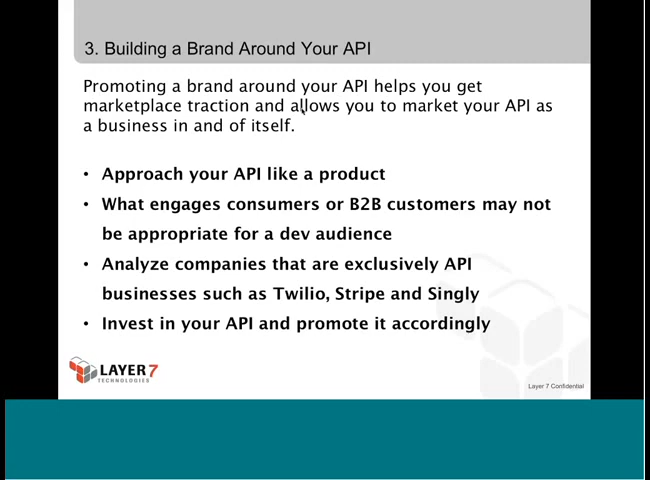 3. Building a Brand Around Your API
Promoting a brand around your API helps you get
marketplace traction and allows you to market your API as
a business in and of itself.
• Approach your API like a product
• What engages consumers or B2B customers may not
be appropriate for a dev audience
• Analyze companies that are exclusively API
businesses such as Twilio, Stripe and Singly
• Invest in your API and promote it accordingly
LAYER 7
TECHNOLOGIES
Layer 7 Confidential